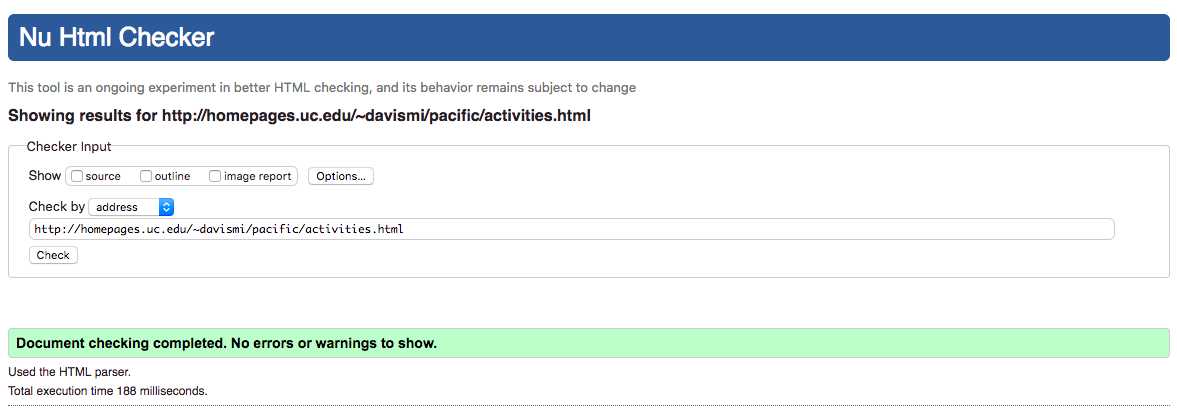 Nu Html Checker
This tool is an ongoing experiment in better HTML checking, and its behavior remains subject to change
Showing results for http://homepages.uc.edu/~davismi/pacific/activities.html
Checker Input
Show source outline image report Options...
Check by address
http://homepages.uc.edu/~davismi/pacific/activities.html
Check
Document checking completed. No errors or warnings to show.
Used the HTML parser.
Total execution time 188 milliseconds.